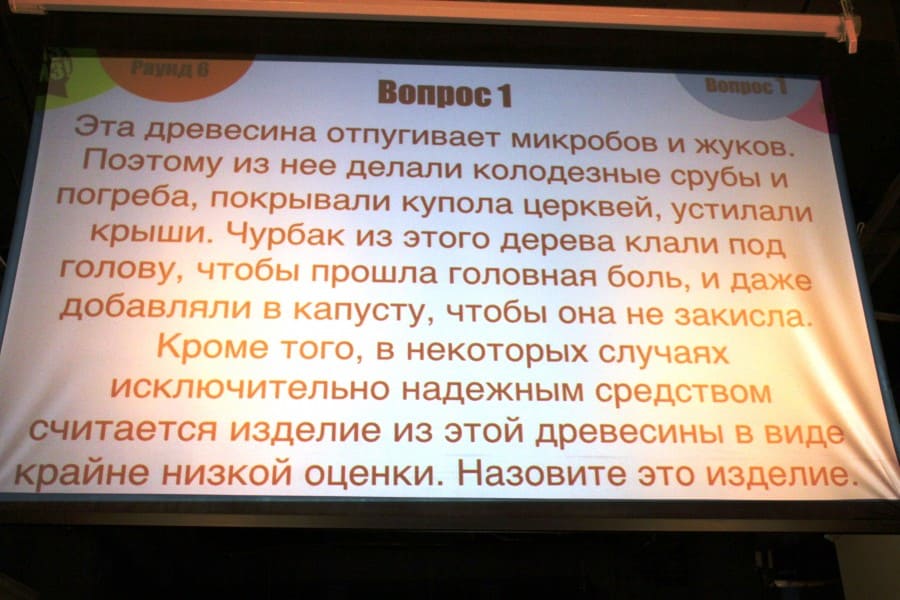 Раунд 6
Вопрос 1
Вопрос 1
Эта древесина отпугивает микробов и жуков.
Поэтому из нее делали колодезные срубы и
погреба, покрывали купола церквей, устилали
крыши. Чурбак из этого дерева клали под
голову, чтобы прошла головная боль, и даже
добавляли в капусту, чтобы она не закисла.
Кроме того, в некоторых случаях
исключительно надежным средством
считается изделие из этой древесины в виде
крайне низкой оценки. Назовите это изделие.